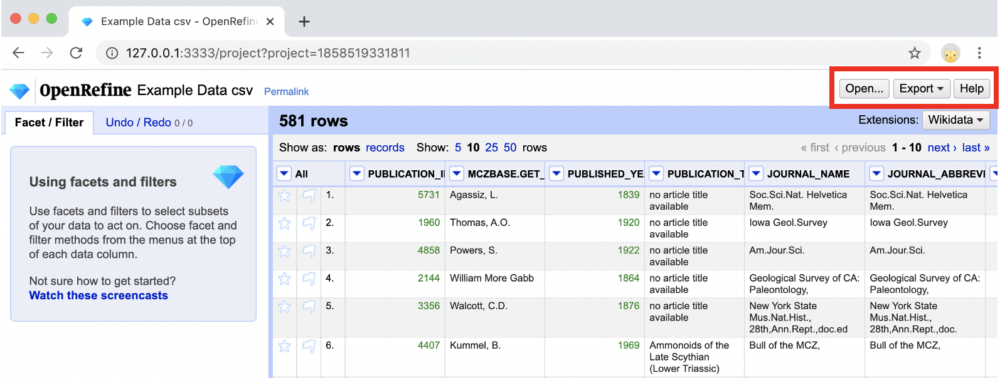 Example Data csv - OpenRefine
127.0.0.1:3333/project?project=1858519331811
OpenRefine Example Data csv Permalink
Open... Export Help
Facet / Filter Undo / Redo 0 / 0
581 rows
Extensions: Wikidata
Show as: rows records Show: 5 10 25 50 rows
« first ‹ previous 1 - 10 next › last »
Using facets and filters
Use facets and filters to select subsets
of your data to act on. Choose facet and
filter methods from the menus at the top
of each data column.
Not sure how to get started?
Watch these screencasts
All PUBLICATION_I MCZBASE.GET_ PUBLISHED_YE PUBLICATION_T JOURNAL_NAME JOURNAL_ABBREVI
1. 5731 Agassiz, L. 1839 no article title Soc.Sci.Nat. Helvetica Soc.Sci.Nat. Helvetica
available Mem. Mem.
2. 1960 Thomas, A.O. 1920 no article title Iowa Geol.Survey Iowa Geol.Survey
available
3. 4858 Powers, S. 1922 no article title Am.Jour.Sci. Am.Jour.Sci.
available
4. 2144 William More Gabb 1864 no article title Geological Survey of CA: Geological Survey of CA:
available Paleontology, Paleontology,
5. 3356 Walcott, C.D. 1876 no article title New York State New York State
available Mus.Nat.Hist., Mus.Nat.Hist.,
28th,Ann.Rept.,doc.ed 28th,Ann.Rept.,doc.
6. 4407 Kummel, B. 1969 Ammonoids of the Bull of the MCZ, Bull of the MCZ,
Late Scythian
(Lower Triassic)